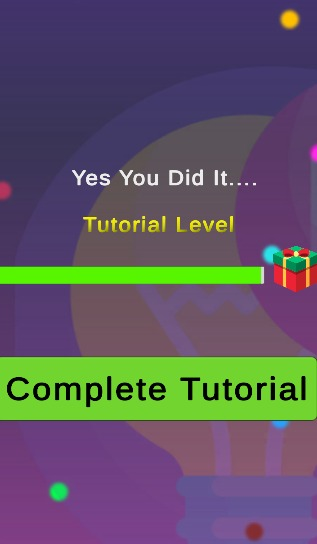 Yes You Did It....
Tutorial Level
Complete Tutorial